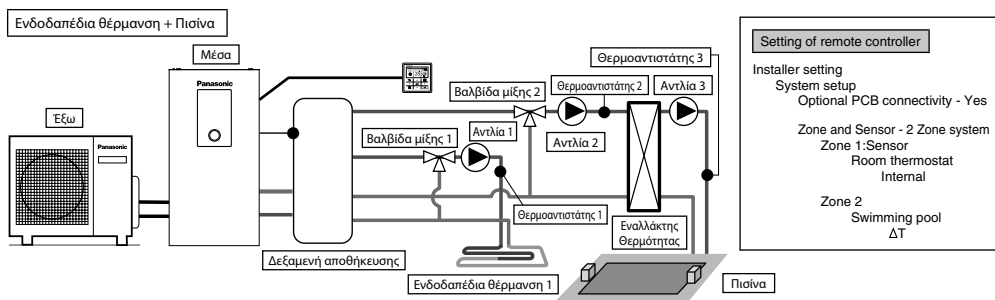 Ενδοδαπέδια θέρμανση + Πισίνα
Μέσα
Panasonic
Έξω
Panasonic
Βαλβίδα μίξης 1
Αντλία 1
Θερμοαντιστάτης 1
Βαλβίδα μίξης 2
Θερμοαντιστάτης 2
Αντλία 2
Θερμοαντιστάτης 3
Αντλία 3
Εναλλάκτης
Θερμότητας
Δεξαμενή αποθήκευσης
Ενδοδαπέδια θέρμανση 1
Πισίνα
Setting of remote controller
Installer setting
System setup
Optional PCB connectivity - Yes
Zone and Sensor - 2 Zone system
Zone 1:Sensor
Room thermostat
Internal
Zone 2
Swimming pool
ΔT